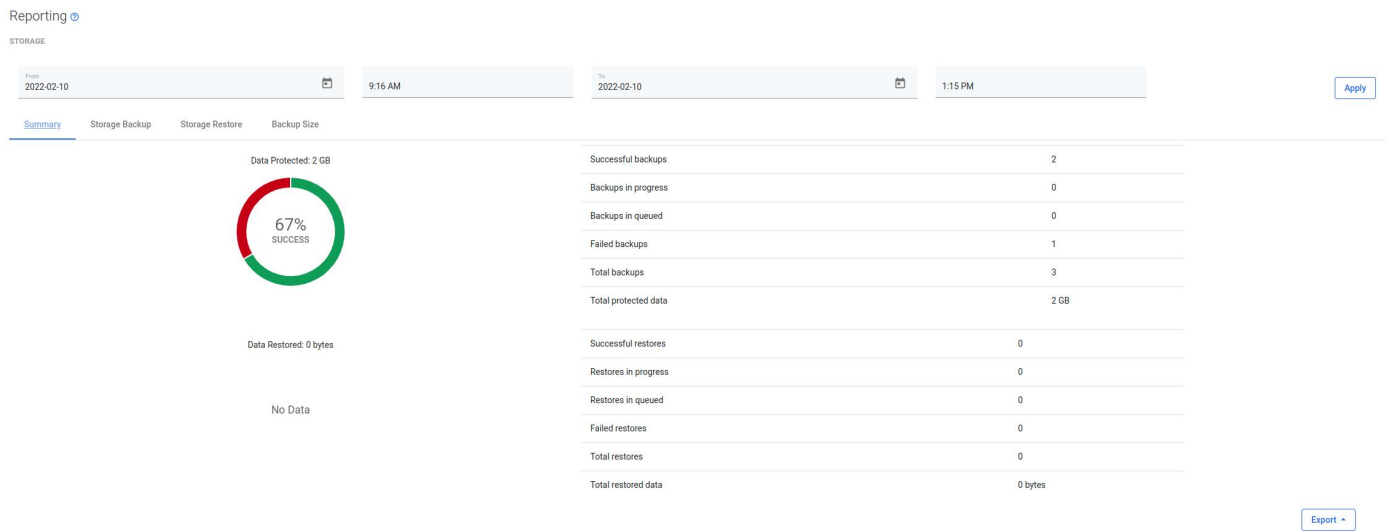 Reporting
STORAGE
From
2022-02-10
9:16 AM
To
2022-02-10
1:15 PM
Apply
Summary Storage Backup Storage Restore Backup Size
Data Protected: 2 GB
67%
SUCCESS
Successful backups 2
Backups in progress 0
Backups in queued 0
Failed backups 1
Total backups 3
Total protected data 2 GB
Data Restored: 0 bytes
No Data
Successful restores 0
Restores in progress 0
Restores in queued 0
Failed restores 0
Total restores 0
Total restored data 0 bytes
Export